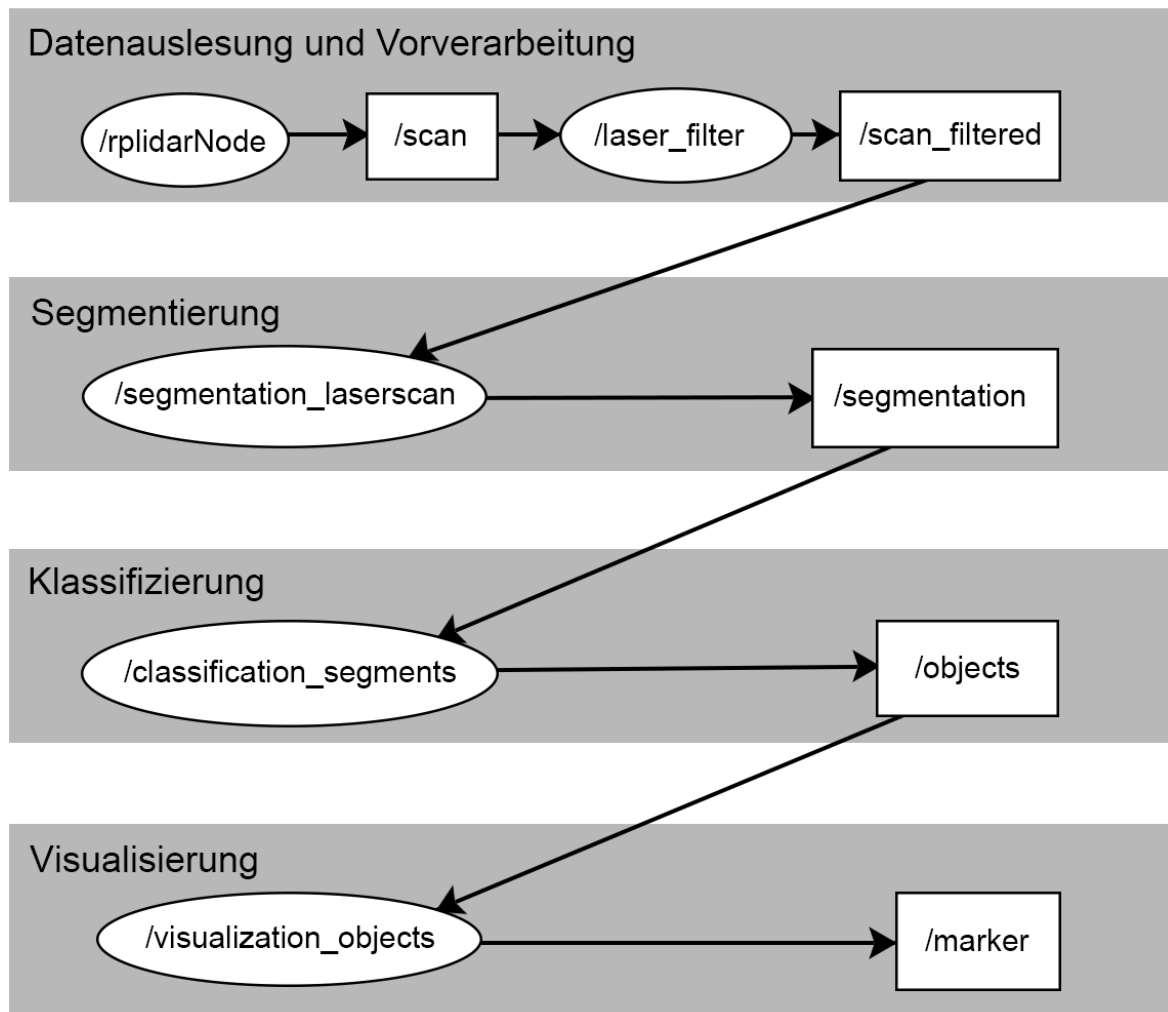 Datenauslesung und Vorverarbeitung
/rplidarNode
/scan
/laser_filter
/scan_filtered
Segmentierung
/segmentation_laserscan
/segmentation
Klassifizierung
/classification_segments
/objects
Visualisierung
/visualization_objects
/marker